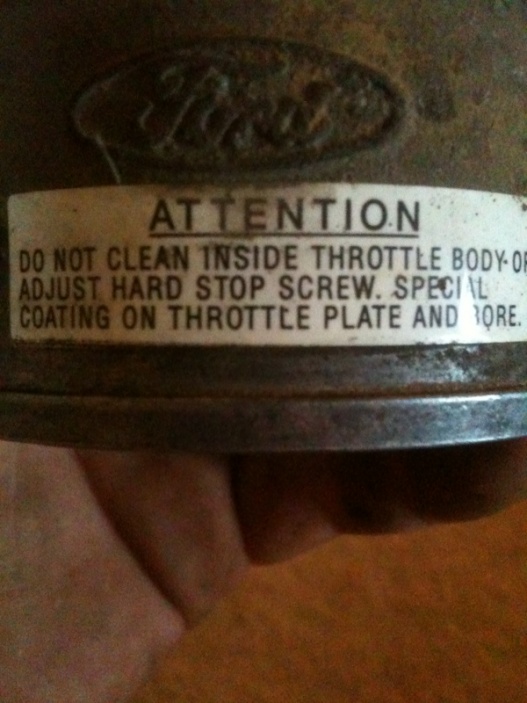 Ford
ATTENTION
DO NOT CLEAN INSIDE THROTTLE BODY OR
ADJUST HARD STOP SCREW. SPECIAL
COATING ON THROTTLE PLATE AND BORE.